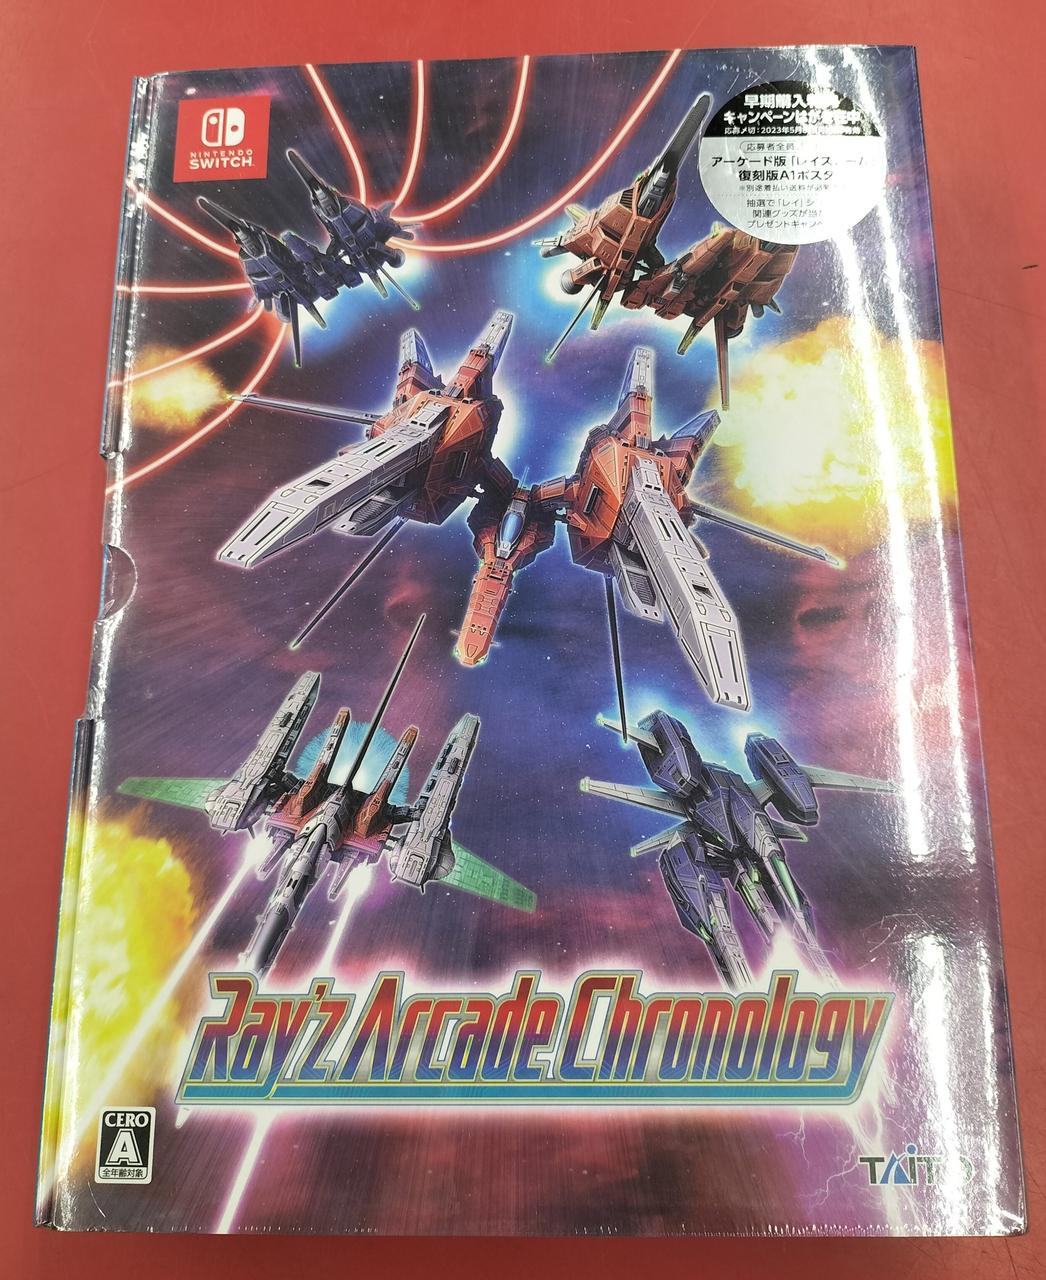 NINTENDO
SWITCH
早期購入
キャンペーンは
応募〆切:2023年5月
応募者全員
アーケード版「レイス
復刻版A1ポスタ
※別途着払い送料が必
抽選で「レイ」シ
関連グッズが当
プレゼントキャン
Ray'z Arcade Chronology
CERO
A
全年齢対象
TAITO